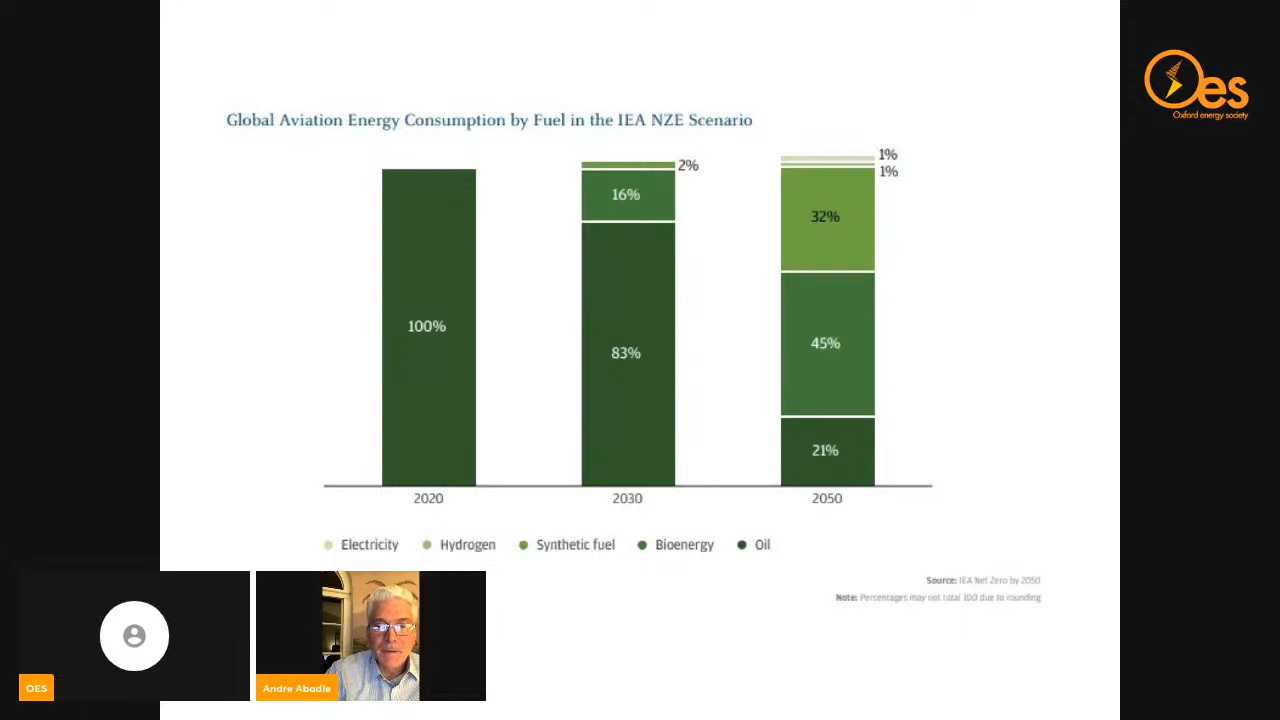 Oes
Oxford energy society
Global Aviation Energy Consumption by Fuel in the IEA NZE Scenario
1%
2%
1%
16%
32%
100%
45%
83%
21%
2020 2030 2050
Electricity Hydrogen Synthetic fuel Bioenergy Oil
Source: IEA Net Zero by 2050
Note: Percentages may not total 100 due to rounding
OES
Andre Abadie